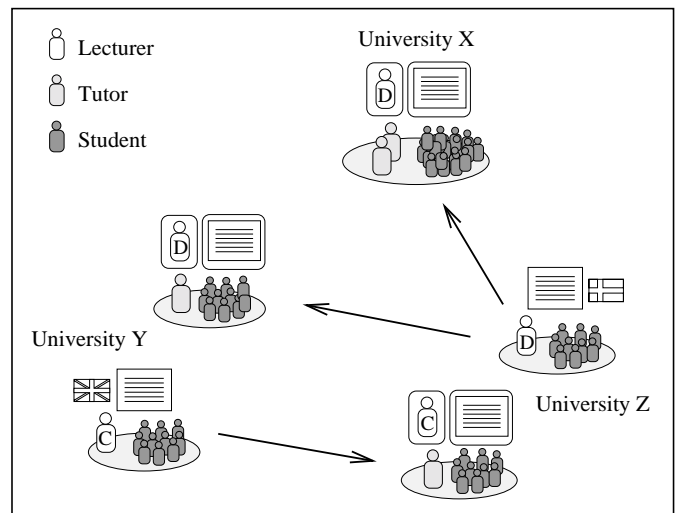 University X
Lecturer
Tutor
Student
D
D
University Y
D
University Z
C
C